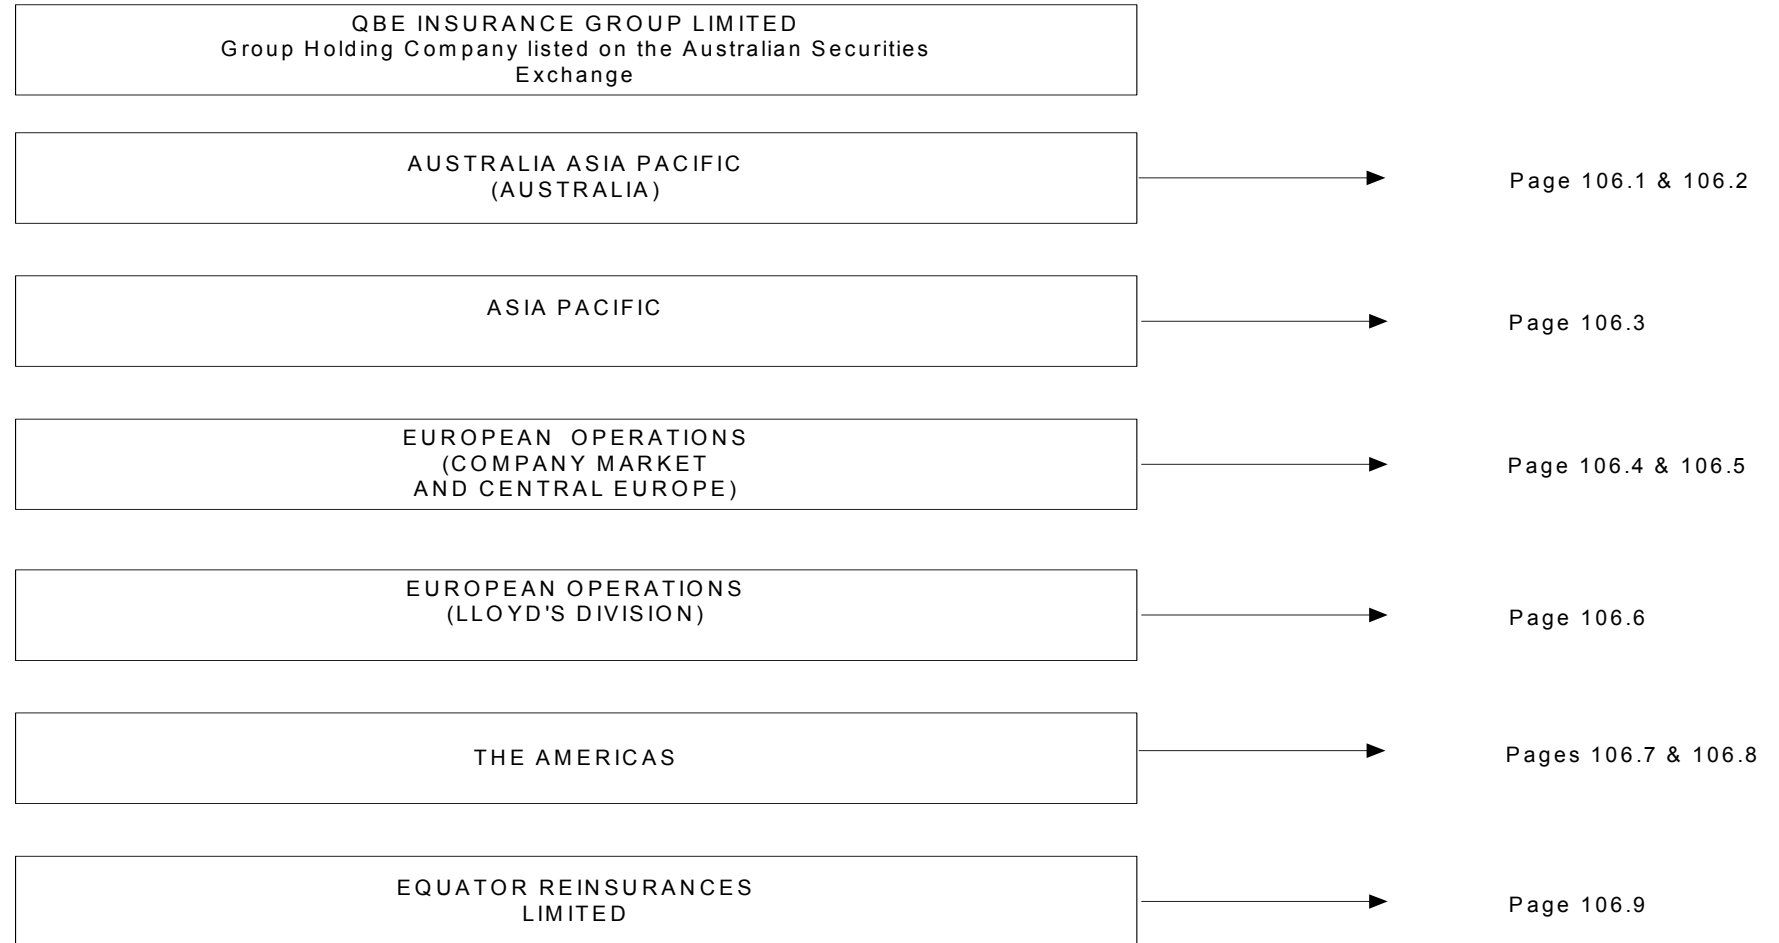 QBE INSURANCE GROUP LIMITED
Group Holding Company listed on the Australian Securities
Exchange
AUSTRALIA ASIA PACIFIC
(AUSTRALIA)
Page 106.1 & 106.2
ASIA PACIFIC
Page 106.3
EUROPEAN OPERATIONS
(COMPANY MARKET
AND CENTRAL EUROPE)
Page 106.4 & 106.5
EUROPEAN OPERATIONS
(LLOYD'S DIVISION)
Page 106.6
THE AMERICAS
Pages 106.7 & 106.8
EQUATOR REINSURANCES
LIMITED
Page 106.9